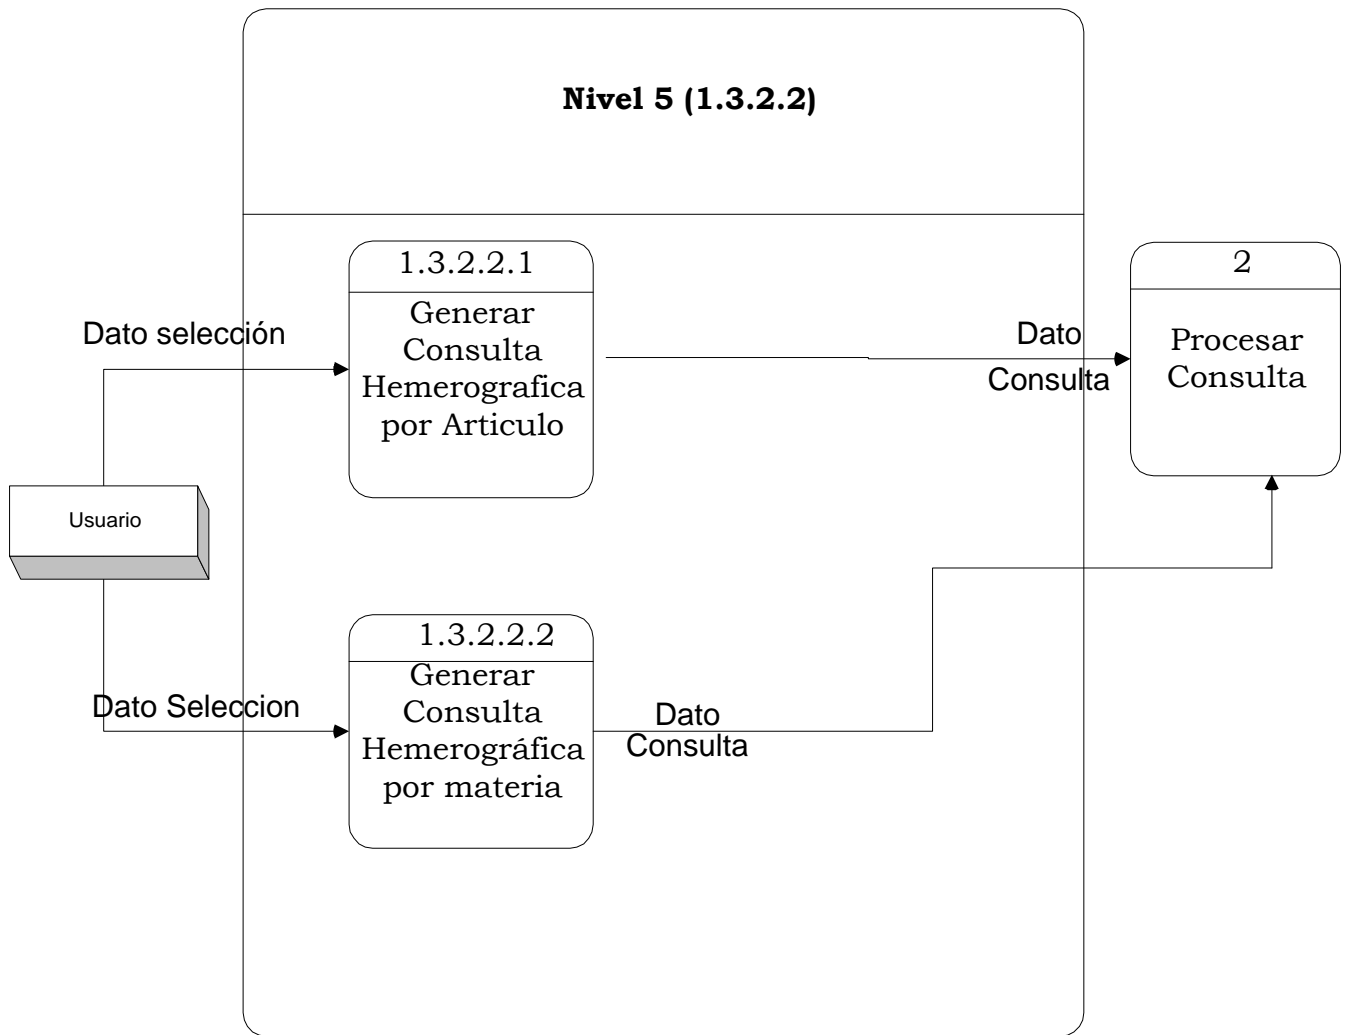 Nivel 5 (1.3.2.2)
1.3.2.2.1
Generar
Consulta
Hemerografica
por Articulo
2
Procesar
Consulta
Dato selección
Dato
Consulta
Usuario
1.3.2.2.2
Generar
Consulta
Hemerográfica
por materia
Dato Seleccion
Dato
Consulta